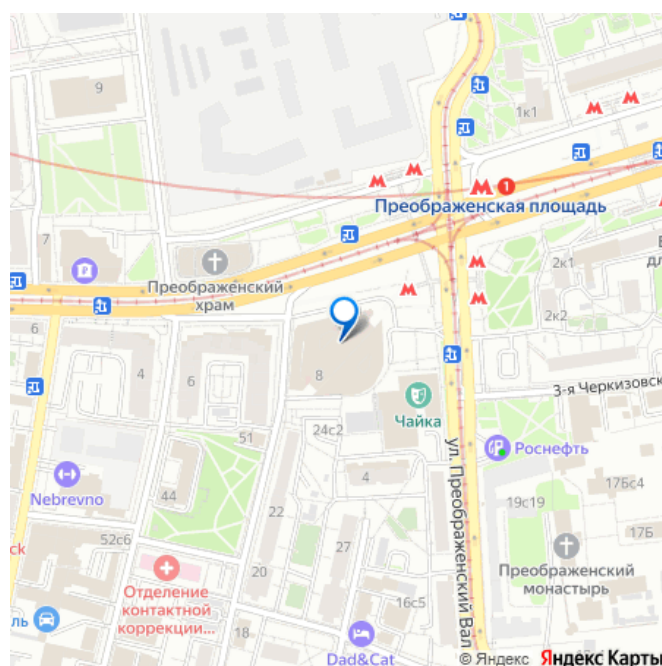 9
1к1
1
Преображенская площадь
7
Преображенский
храм
2к1
2к2
6
6
8
3-я Черкизовск
Чайка
24с2
51
ул. Преображенский Вал
Роснефть
Nebrevno
44
4
19с19
17Бс4
22
27
17Б
52с6
ck
Отделение
контактной
коррекции...
20
Преображенский
монастырь
16с5
ль
18
Dad&Cat
© Яндекс Яндекс Карты